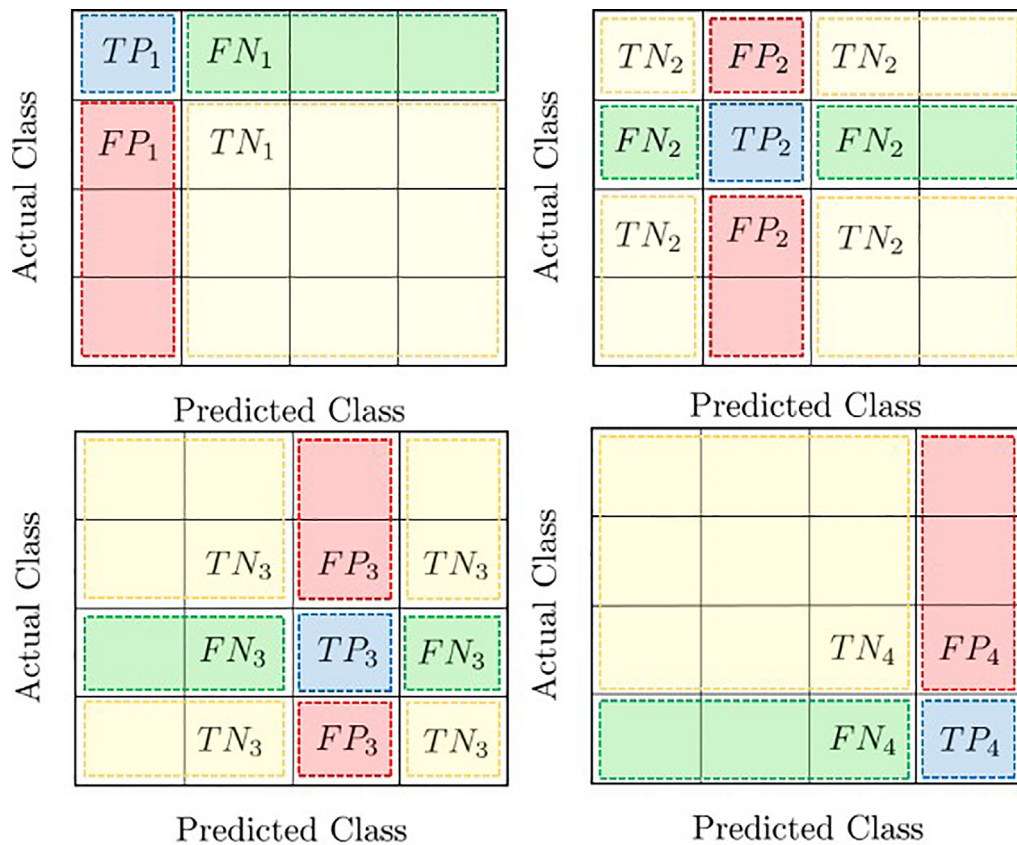 TP₁ FN₁
FP₁ TN₁
Actual Class
Predicted Class
TN₂ FP₂ TN₂
FN₂ TP₂ FN₂
TN₂ FP₂ TN₂
Actual Class
Predicted Class
TN₃ FP₃ TN₃
FN₃ TP₃ FN₃
TN₃ FP₃ TN₃
Actual Class
Predicted Class
TN₄ FP₄
FN₄ TP₄
Actual Class
Predicted Class